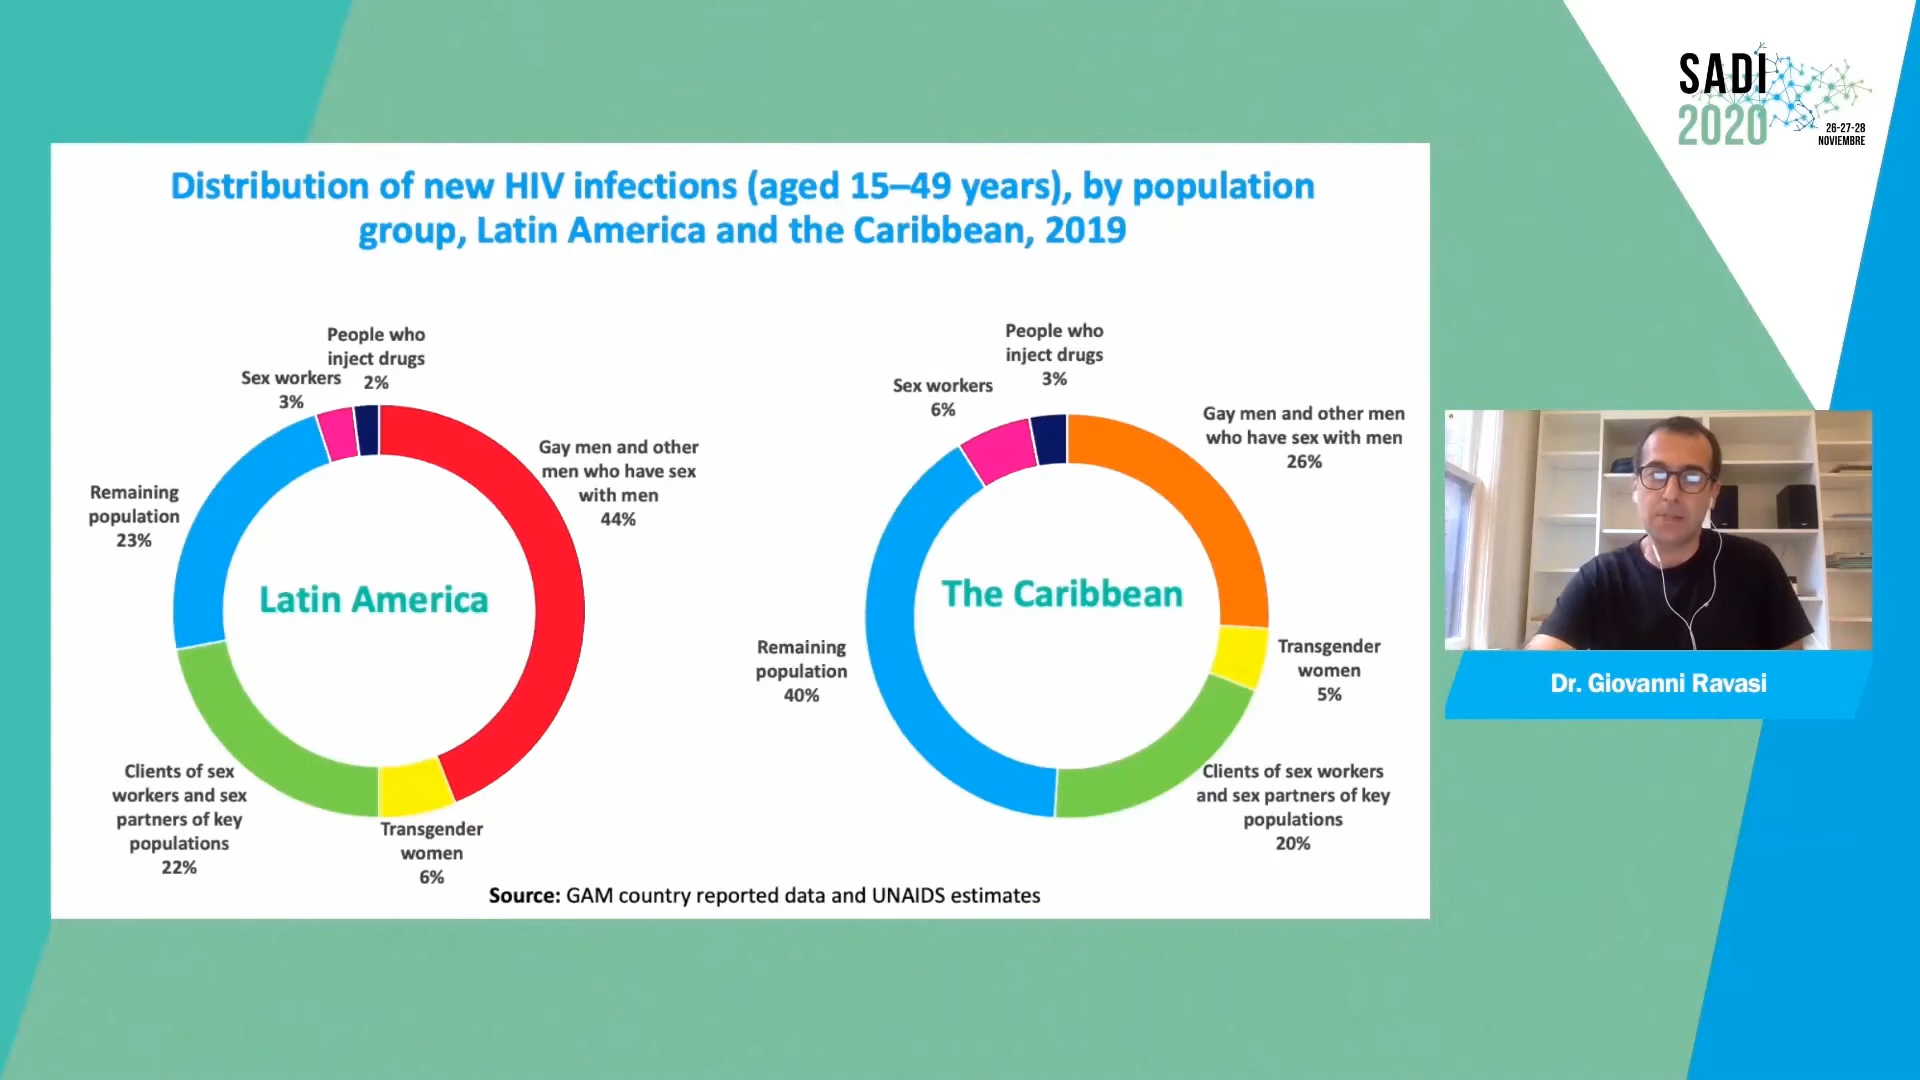 SADI
2020
26-27-28
NOVIEMBRE
Distribution of new HIV infections (aged 15–49 years), by population
group, Latin America and the Caribbean, 2019
People who
inject drugs
2%
Sex workers
3%
Gay men and other
men who have sex
with men
44%
Remaining
population
23%
Latin America
Clients of sex
workers and sex
partners of key
populations
22%
Transgender
women
6%
People who
inject drugs
3%
Sex workers
6%
Gay men and other men
who have sex with men
26%
The Caribbean
Remaining
population
40%
Transgender
women
5%
Clients of sex workers
and sex partners of key
populations
20%
Source: GAM country reported data and UNAIDS estimates
Dr. Giovanni Ravasi